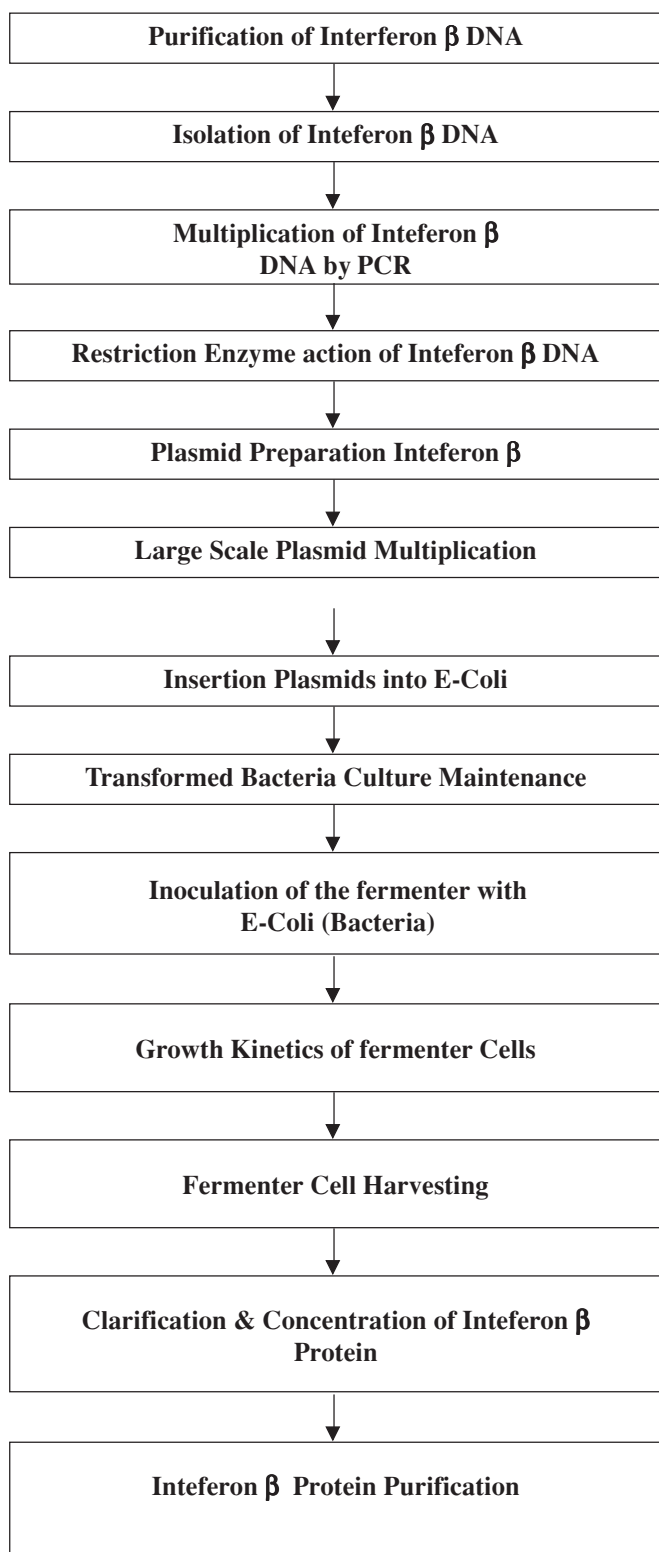 Purification of Interferon β DNA
Isolation of Inteferon β DNA
Multiplication of Inteferon β
DNA by PCR
Restriction Enzyme action of Inteferon β DNA
Plasmid Preparation Inteferon β
Large Scale Plasmid Multiplication
Insertion Plasmids into E-Coli
Transformed Bacteria Culture Maintenance
Inoculation of the fermenter with
E-Coli (Bacteria)
Growth Kinetics of fermenter Cells
Fermenter Cell Harvesting
Clarification & Concentration of Inteferon β
Protein
Inteferon β Protein Purification